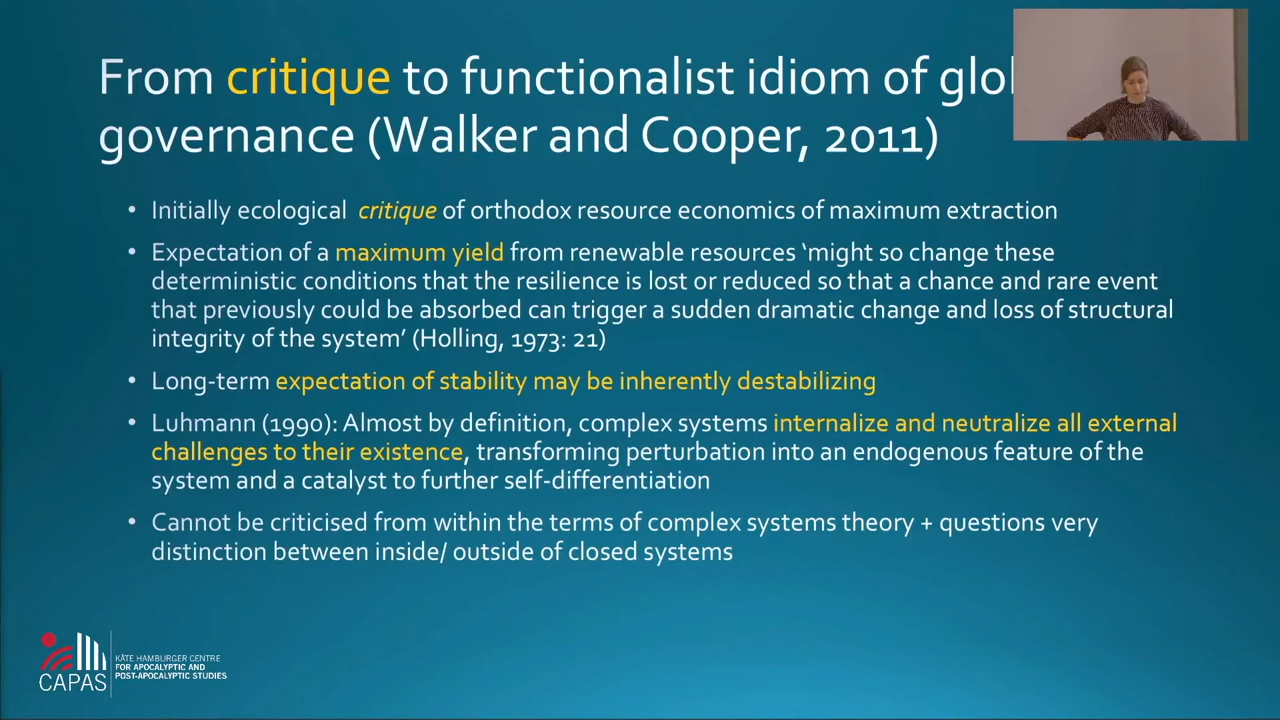 From critique to functionalist idiom of glo
governance (Walker and Cooper, 2011)
• Initially ecological critique of orthodox resource economics of maximum extraction
• Expectation of a maximum yield from renewable resources ‘might so change these
deterministic conditions that the resilience is lost or reduced so that a chance and rare event
that previously could be absorbed can trigger a sudden dramatic change and loss of structural
integrity of the system’ (Holling, 1973: 21)
• Long-term expectation of stability may be inherently destabilizing
• Luhmann (1990): Almost by definition, complex systems internalize and neutralize all external
challenges to their existence, transforming perturbation into an endogenous feature of the
system and a catalyst to further self-differentiation
• Cannot be criticised from within the terms of complex systems theory + questions very
distinction between inside/ outside of closed systems
CAPAS
KÄTE HAMBURGER CENTRE
FOR APOCALYPTIC AND
POST-APOCALYPTIC STUDIES